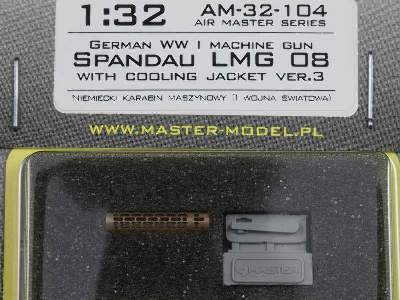 1:32
AM-32-104
AIR MASTER SERIES
GERMAN WW I MACHINE GUN
SPANDAU LMG 08
WITH COOLING JACKET VER.3
NIEMIECKI KARABIN MASZYNOWY (I WOJNA ŚWIATOWA)
WWW.MASTER-MODEL.PL
MASTER